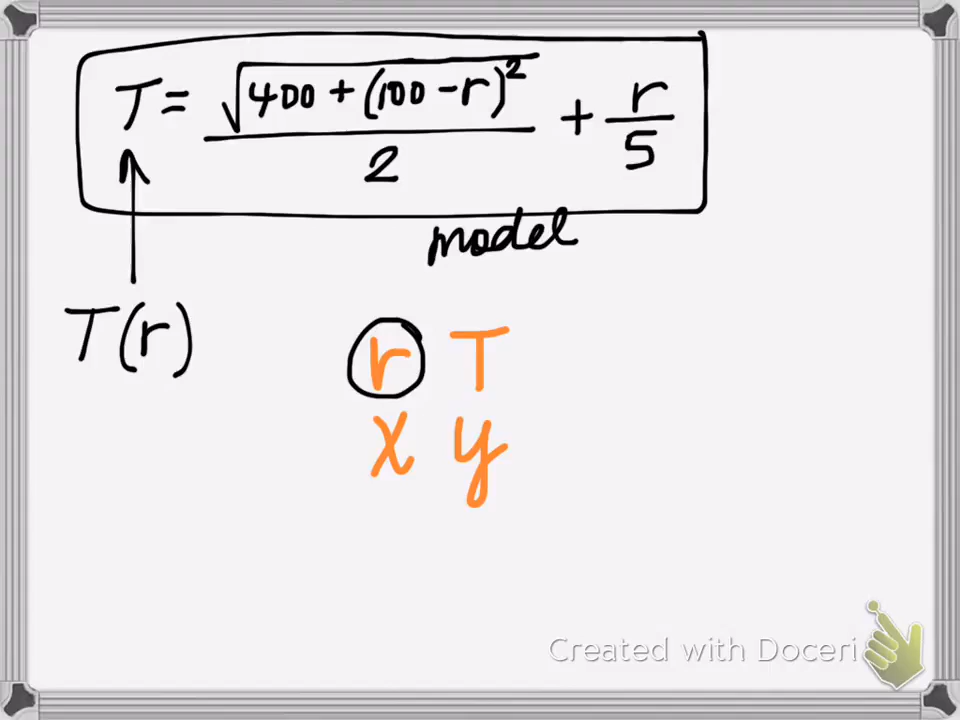 T = √(400 + (100 - r)²) / 2 + r/5
model
T(r)
r T
x y
Created with Doceri